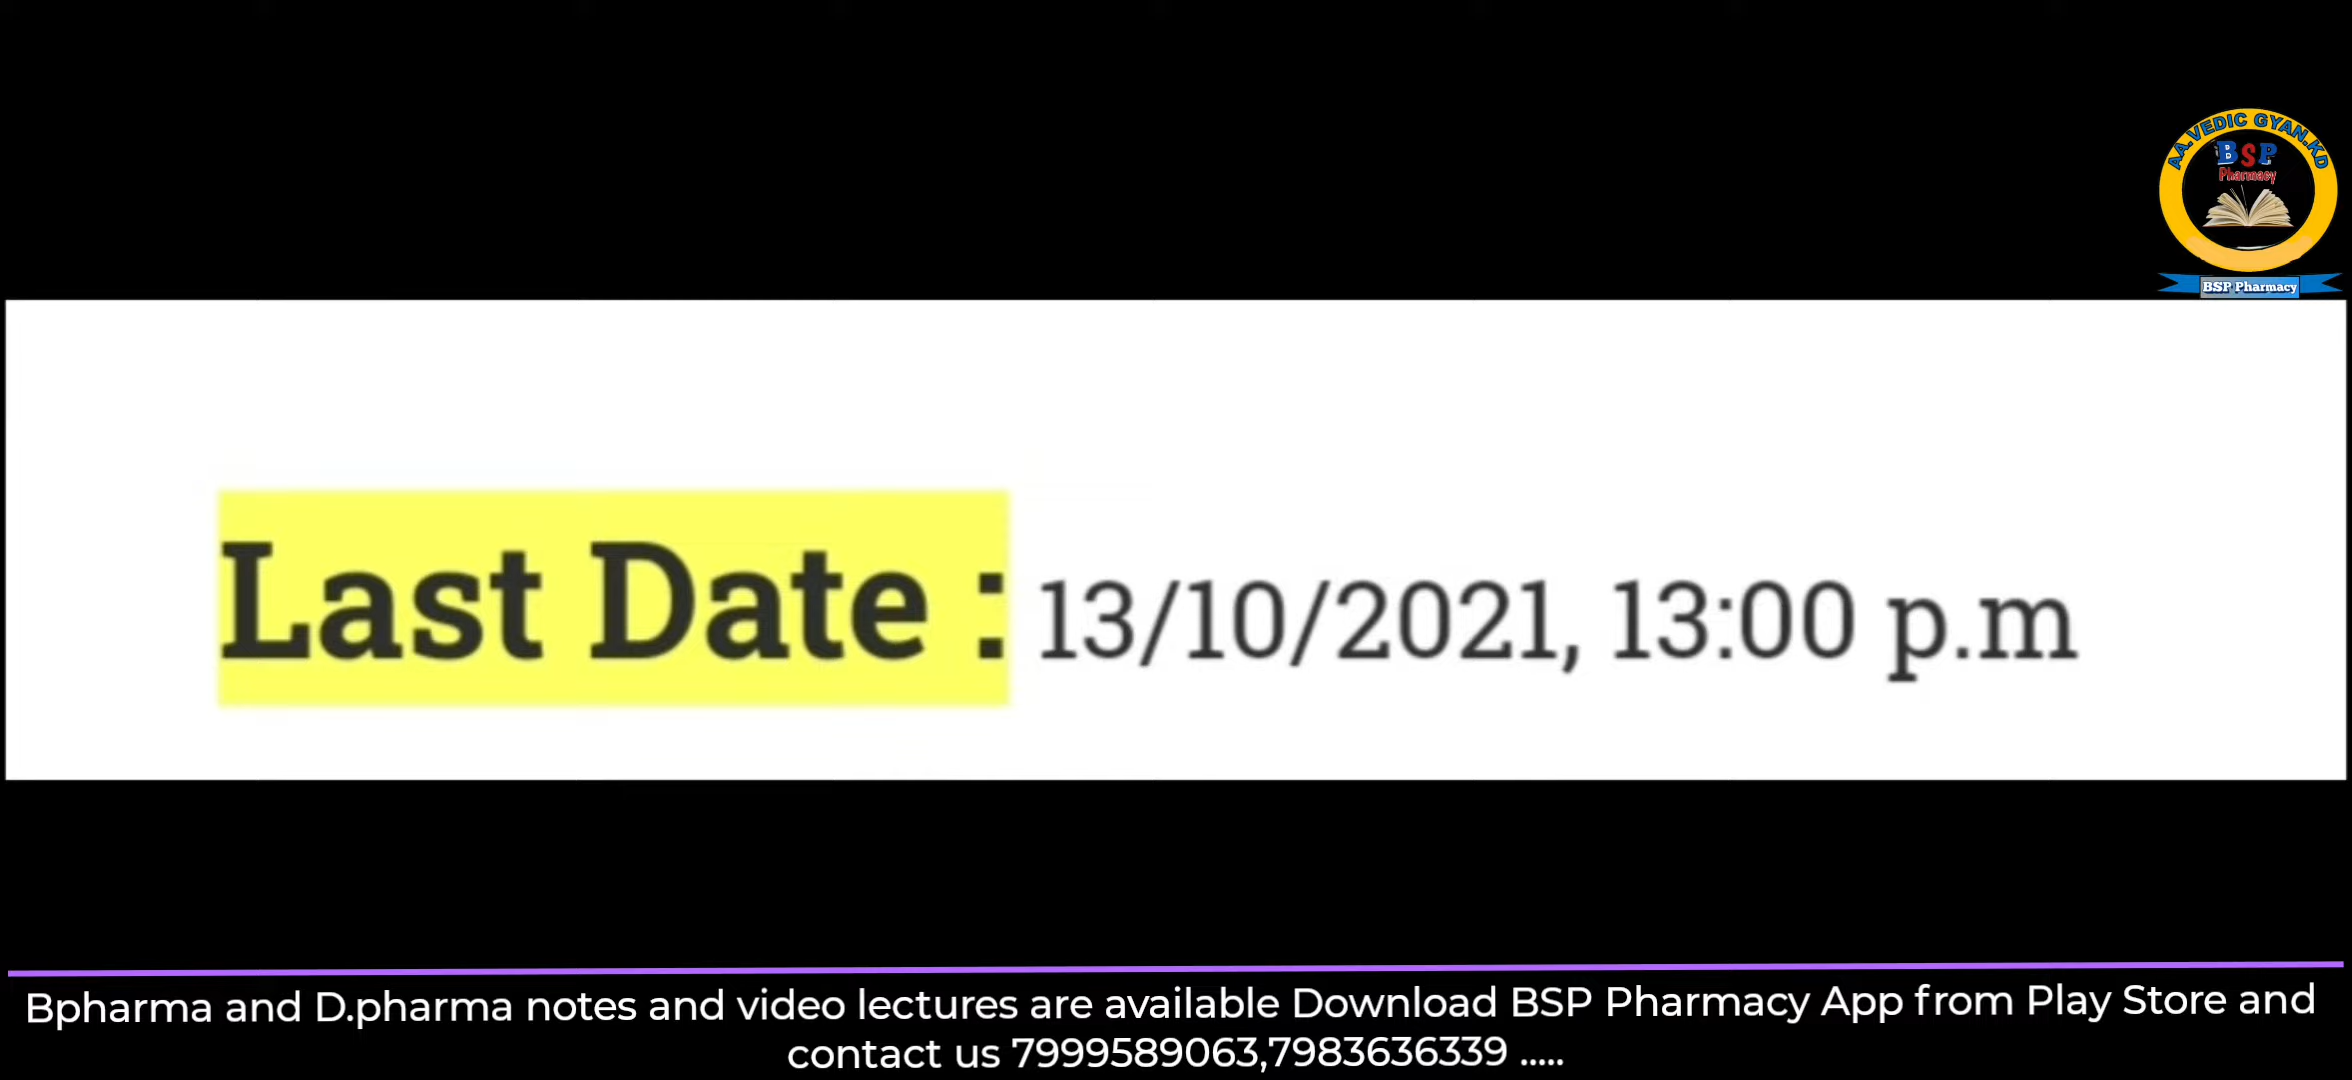 AA.VEDIC GYAN.KD
BSP
Pharmacy
BSP Pharmacy
Last Date : 13/10/2021, 13:00 p.m
Bpharma and D.pharma notes and video lectures are available Download BSP Pharmacy App from Play Store and
contact us 7999589063,7983636339 .....